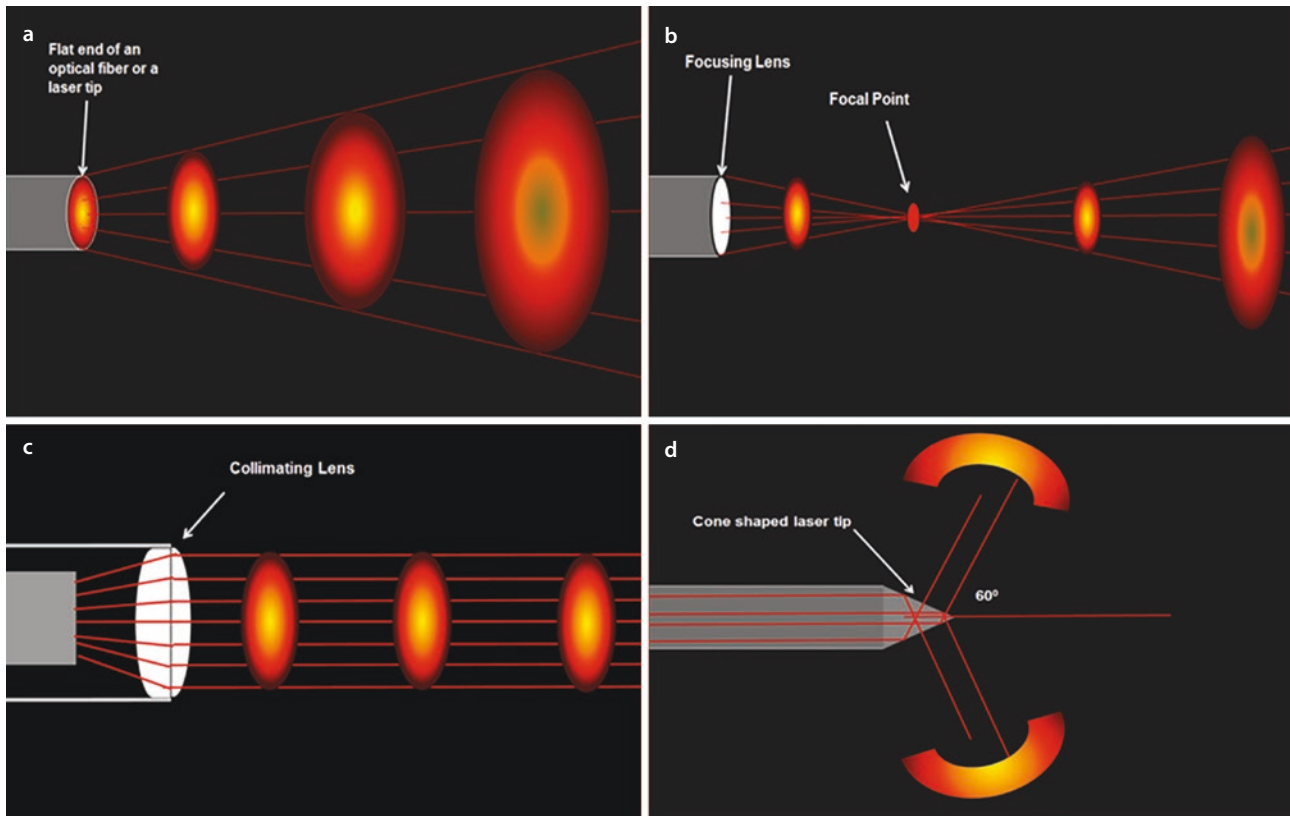 a
Flat end of an
optical fiber or a
laser tip
b
Focusing Lens
Focal Point
c
Collimating Lens
d
Cone shaped laser tip
60⁰